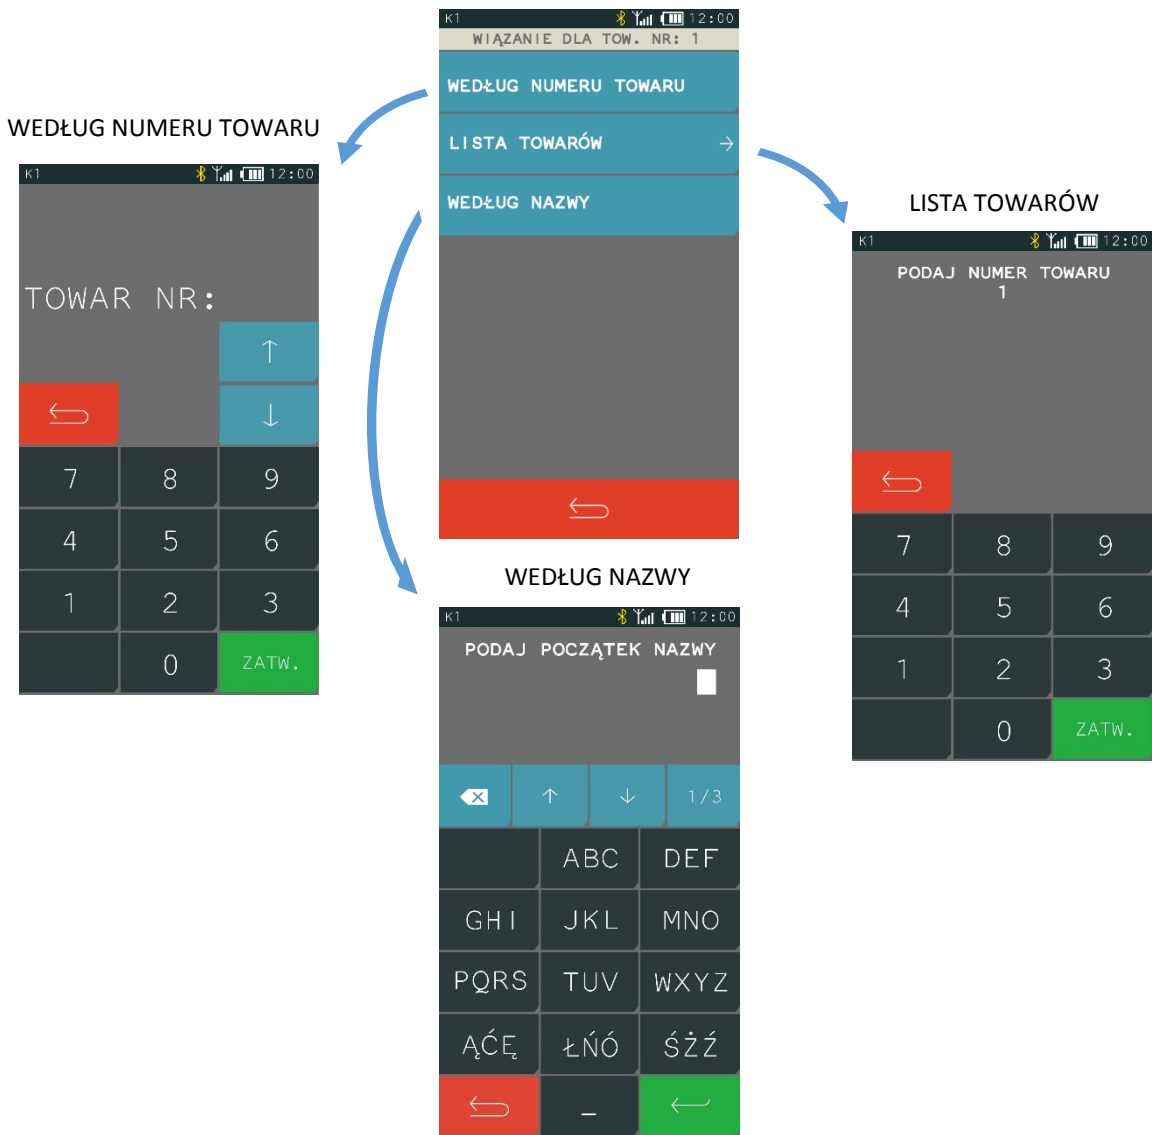 K1 12:00
WIĄZANIE DLA TOW. NR: 1
WEDŁUG NUMERU TOWARU
LISTA TOWARÓW →
WEDŁUG NAZWY
WEDŁUG NUMERU TOWARU
K1 12:00
TOWAR NR:
↑
↓
7 8 9
4 5 6
1 2 3
0 ZATW.
LISTA TOWARÓW
K1 12:00
PODAJ NUMER TOWARU
1
7 8 9
4 5 6
1 2 3
0 ZATW.
WEDŁUG NAZWY
K1 12:00
PODAJ POCZĄTEK NAZWY
↑ ↓ 1/3
ABC DEF
GHI JKL MNO
PQRS TUV WXYZ
ĄĆĘ ŁŃÓ ŚŻŹ
_